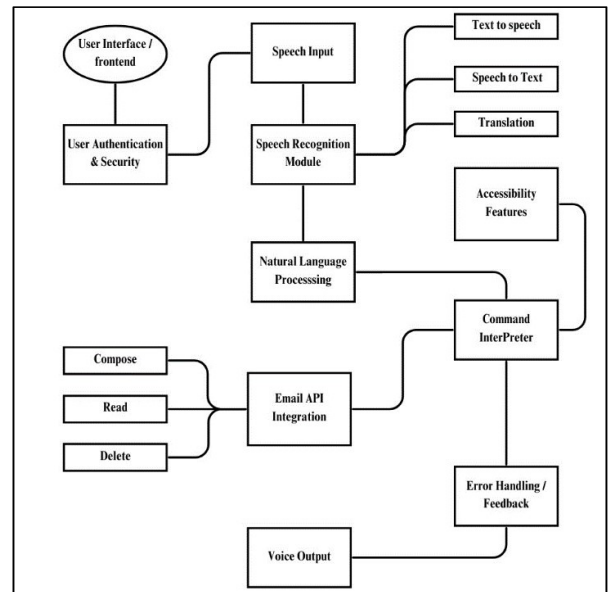 User Interface /
frontend
Speech Input
Text to speech
Speech to Text
Translation
User Authentication
& Security
Speech Recognition
Module
Accessibility
Features
Natural Language
Processsing
Command
InterPreter
Compose
Read
Delete
Email API
Integration
Error Handling /
Feedback
Voice Output